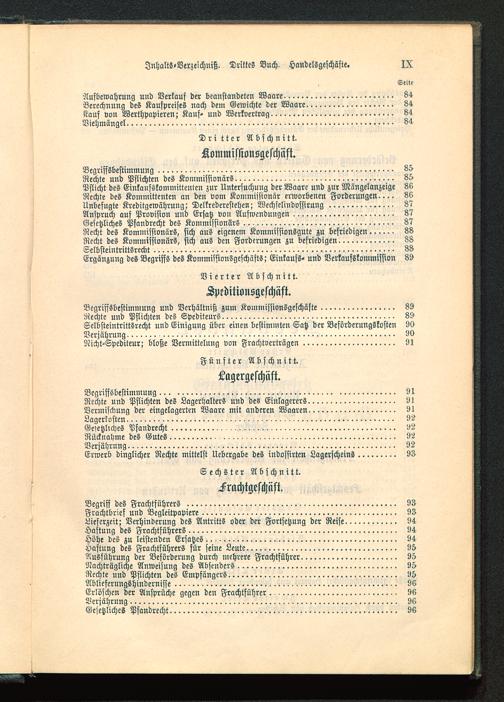 Inhalts-Verzeichniß. Drittes Buch. Handelsgeschäfte. IX
Seite
Aufbewahrung und Verkauf der beanstandeten Waare 84
Berechnung des Kaufpreises nach dem Gewichte der Waare 84
Kauf von Werthpapieren; Kauf- und Werkvertrag 84
Viehmängel 84
Dritter Abschnitt.
Kommissionsgeschäft.
Begriffsbestimmung 85
Rechte und Pflichten des Kommissionärs 85
Pflicht des Einkaufskommittenten zur Untersuchung der Waare und zur Mängelanzeige 86
Rechte des Kommittenten an den vom Kommissionär erworbenen Forderungen 86
Unbefugte Kreditgewährung; Delkrederestehen; Wechselindossirung 87
Anspruch auf Provision und Ersatz von Aufwendungen 87
Gesetzliches Pfandrecht des Kommissionärs 87
Recht des Kommissionärs, sich aus eigenem Kommissionsgute zu befriedigen 88
Recht des Kommissionärs, sich aus den Forderungen zu befriedigen 88
Selbsteintrittsrecht 88
Ergänzung des Begriffs des Kommissionsgeschäfts; Einkaufs- und Verkaufskommission 89
Vierter Abschnitt.
Speditionsgeschäft.
Begriffsbestimmung und Verhältniß zum Kommissionsgeschäfte 89
Rechte und Pflichten des Spediteurs 89
Selbsteintrittsrecht und Einigung über einen bestimmten Satz der Beförderungskosten 90
Verjährung 90
Nicht-Spediteur; bloße Vermittelung von Frachtverträgen 91
Fünfter Abschnitt.
Lagergeschäft.
Begriffsbestimmung 91
Rechte und Pflichten des Lagerhalters und des Einlagerers 91
Vermischung der eingelagerten Waare mit anderen Waaren 91
Lagerkosten 92
Gesetzliches Pfandrecht 92
Rücknahme des Gutes 92
Verjährung 92
Erwerb dinglicher Rechte mittelst Uebergabe des indossirten Lagerscheins 93
Sechster Abschnitt.
Frachtgeschäft.
Begriff des Frachtführers 93
Frachtbrief und Begleitpapiere 93
Lieferzeit; Verhinderung des Antritts oder der Fortsetzung der Reise 94
Haftung des Frachtführers 94
Höhe des zu leistenden Ersatzes 94
Haftung des Frachtführers für seine Leute 95
Ausführung der Beförderung durch mehrere Frachtführer 95
Nachträgliche Anweisung des Absenders 95
Rechte und Pflichten des Empfängers 95
Ablieferungshindernisse 96
Erlöschen der Ansprüche gegen den Frachtführer 96
Verjährung 96
Gesetzliches Pfandrecht 96